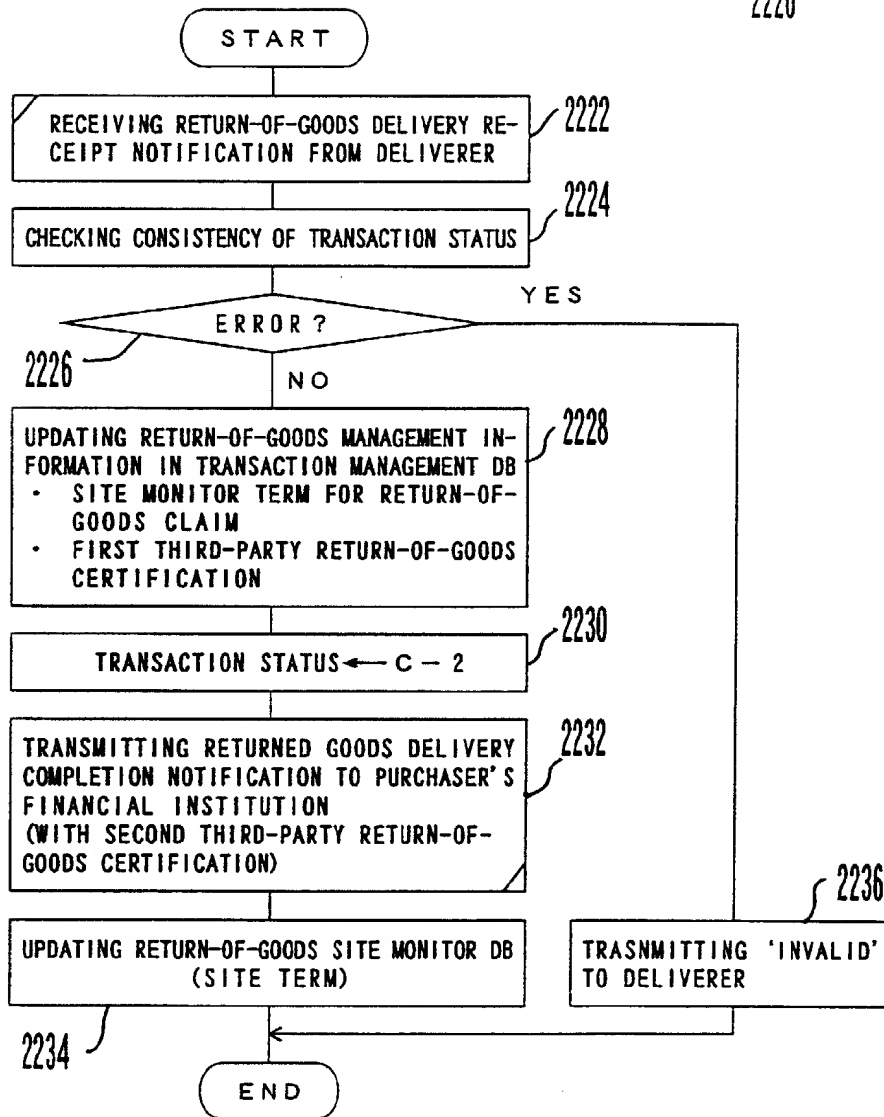 2220
START
RECEIVING RETURN-OF-GOODS DELIVERY RE-
CEIPT NOTIFICATION FROM DELIVERER
2222
2224
CHECKING CONSISTENCY OF TRANSACTION STATUS
YES
ERROR?
2226
NO
UPDATING RETURN-OF-GOODS MANAGEMENT IN-
FORMATION IN TRANSACTION MANAGEMENT DB
· SITE MONITOR TERM FOR RETURN-OF-
GOODS CLAIM
· FIRST THIRD-PARTY RETURN-OF-GOODS
CERTIFICATION
2228
2230
TRANSACTION STATUS ← C - 2
TRANSMITTING RETURNED GOODS DELIVERY
COMPLETION NOTIFICATION TO PURCHASER'S
FINANCIAL INSTITUTION
(WITH SECOND THIRD-PARTY RETURN-OF-
GOODS CERTIFICATION)
2232
2236
UPDATING RETURN-OF-GOODS SITE MONITOR DB
(SITE TERM)
TRASNMITTING 'INVALID'
TO DELIVERER
2234
END